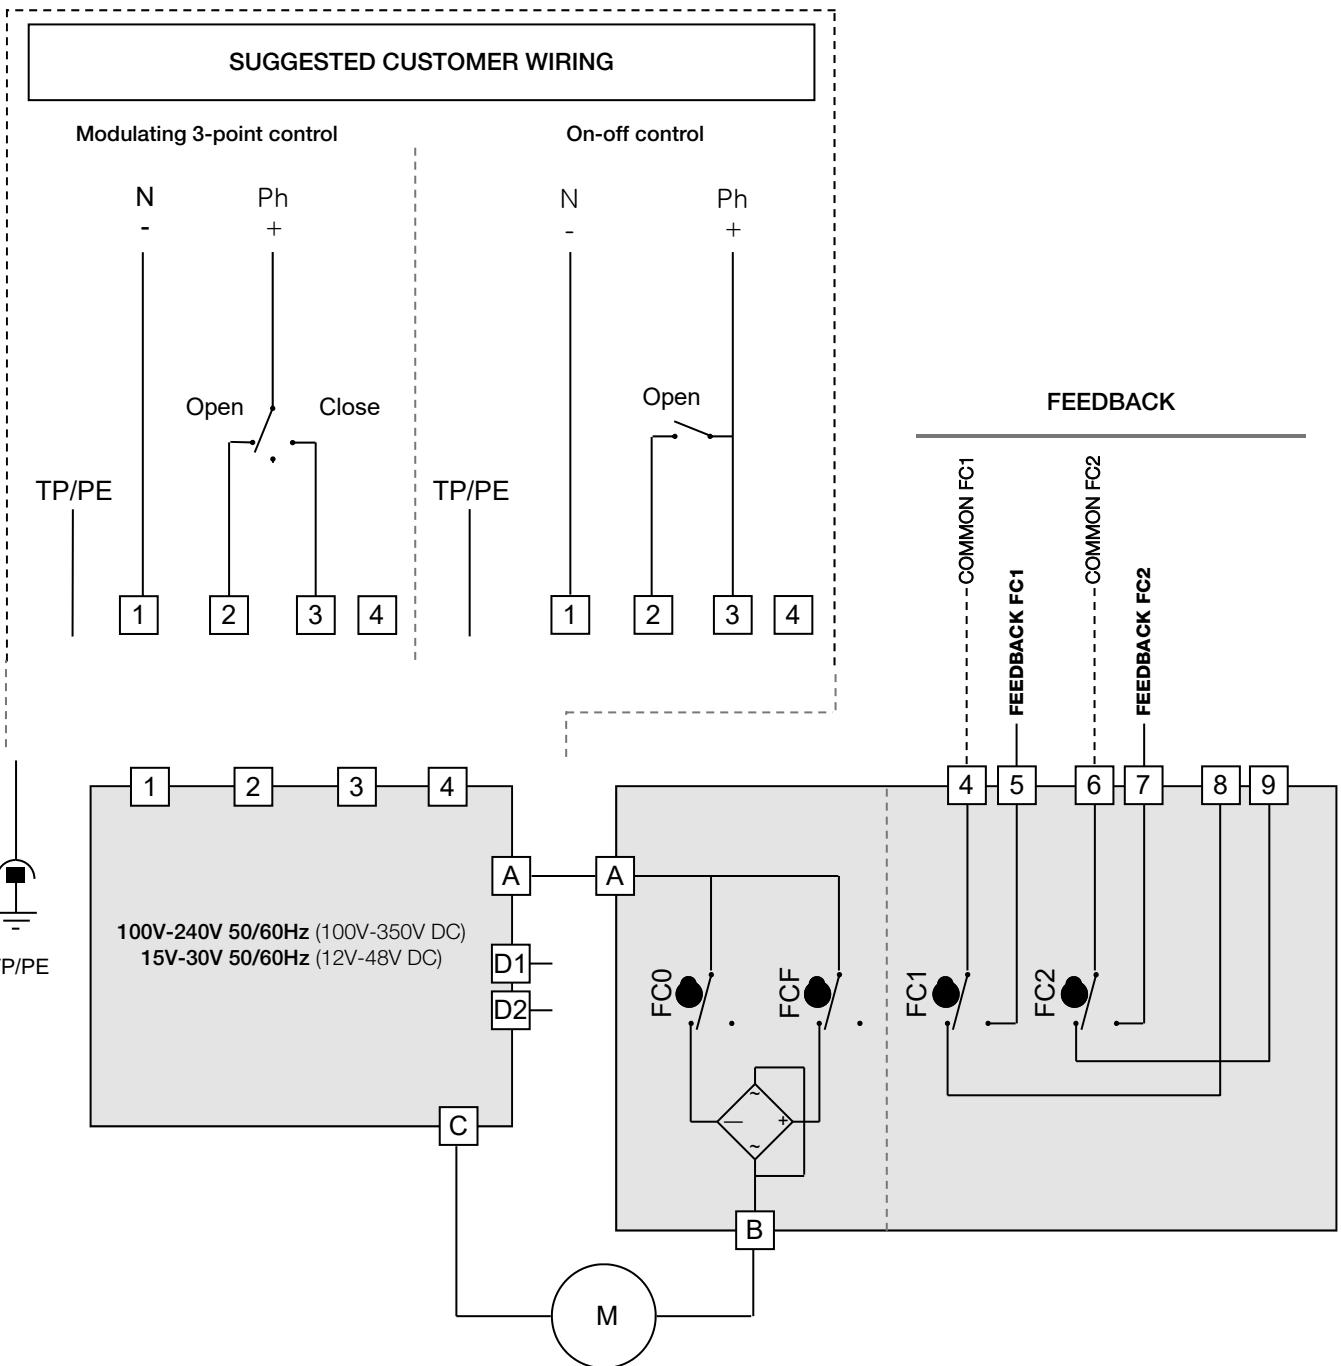 SUGGESTED CUSTOMER WIRING
Modulating 3-point control
On-off control
N
Ph
-
+
N
Ph
-
+
Open
Close
Open
TP/PE
TP/PE
1
2
3
4
1
2
3
4
FEEDBACK
COMMON FC1
FEEDBACK FC1
COMMON FC2
FEEDBACK FC2
1
2
3
4
4
5
6
7
8
9
A
A
100V-240V 50/60Hz (100V-350V DC)
15V-30V 50/60Hz (12V-48V DC)
D1
D2
P/PE
FC0
FCF
FC1
FC2
~
—
+
~
C
B
M